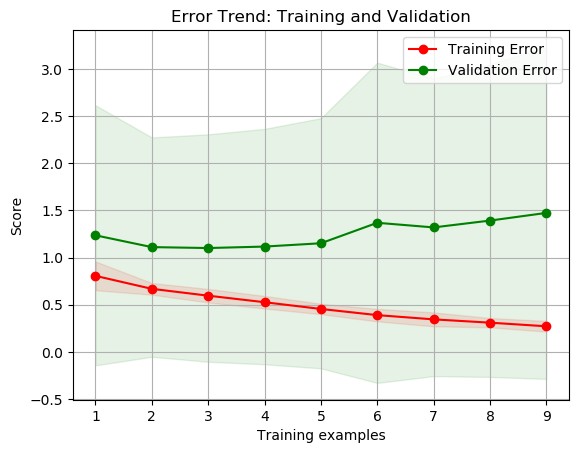 Error Trend: Training and Validation
Training Error
Validation Error
3.0
2.5
2.0
1.5
1.0
0.5
0.0
−0.5
Score
1 2 3 4 5 6 7 8 9
Training examples